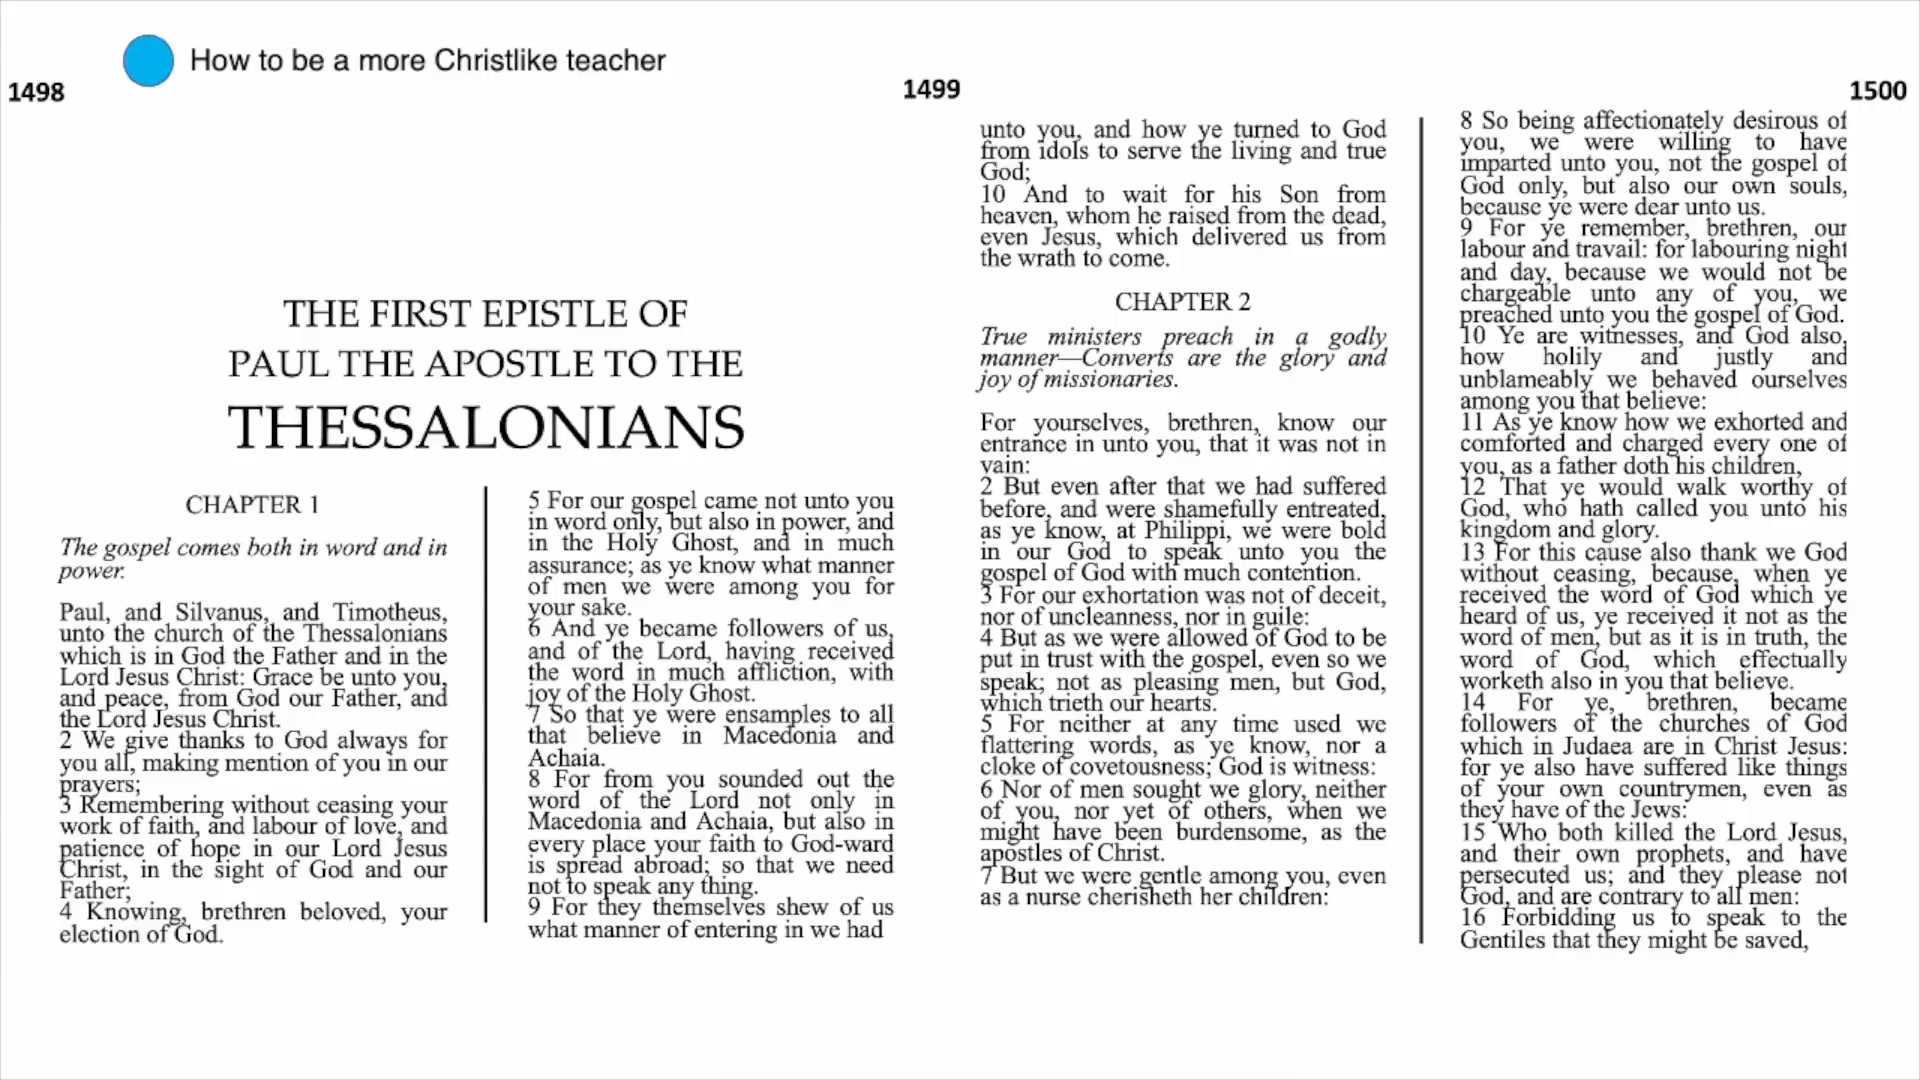 How to be a more Christlike teacher
1498
THE FIRST EPISTLE OF
PAUL THE APOSTLE TO THE
THESSALONIANS
CHAPTER 1
The gospel comes both in word and in
power.
Paul, and Silvanus, and Timotheus,
unto the church of the Thessalonians
which is in God the Father and in the
Lord Jesus Christ: Grace be unto you,
and peace, from God our Father, and
the Lord Jesus Christ.
2 We give thanks to God always for
you all, making mention of you in our
prayers;
3 Remembering without ceasing your
work of faith, and labour of love, and
patience of hope in our Lord Jesus
Christ, in the sight of God and our
Father;
4 Knowing, brethren beloved, your
election of God.
5 For our gospel came not unto you
in word only, but also in power, and
in the Holy Ghost, and in much
assurance; as ye know what manner
of men we were among you for
your sake.
6 And ye became followers of us,
and of the Lord, having received
the word in much affliction, with
joy of the Holy Ghost.
7 So that ye were ensamples to all
that believe in Macedonia and
Achaia.
8 For from you sounded out the
word of the Lord not only in
Macedonia and Achaia, but also in
every place your faith to God-ward
is spread abroad; so that we need
not to speak any thing.
9 For they themselves shew of us
what manner of entering in we had
1499
unto you, and how ye turned to God
from idols to serve the living and true
God;
10 And to wait for his Son from
heaven, whom he raised from the dead,
even Jesus, which delivered us from
the wrath to come.
CHAPTER 2
True ministers preach in a godly
manner—Converts are the glory and
joy of missionaries.
For yourselves, brethren, know our
entrance in unto you, that it was not in
vain:
2 But even after that we had suffered
before, and were shamefully entreated,
as ye know, at Philippi, we were bold
in our God to speak unto you the
gospel of God with much contention.
3 For our exhortation was not of deceit,
nor of uncleanness, nor in guile:
4 But as we were allowed of God to be
put in trust with the gospel, even so we
speak; not as pleasing men, but God,
which trieth our hearts.
5 For neither at any time used we
flattering words, as ye know, nor a
cloke of covetousness; God is witness:
6 Nor of men sought we glory, neither
of you, nor yet of others, when we
might have been burdensome, as the
apostles of Christ.
7 But we were gentle among you, even
as a nurse cherisheth her children:
1500
8 So being affectionately desirous of
you, we were willing to have
imparted unto you, not the gospel of
God only, but also our own souls,
because ye were dear unto us.
9 For ye remember, brethren, our
labour and travail: for labouring night
and day, because we would not be
chargeable unto any of you, we
preached unto you the gospel of God.
10 Ye are witnesses, and God also,
how holily and justly and
unblameably we behaved ourselves
among you that believe:
11 As ye know how we exhorted and
comforted and charged every one of
you, as a father doth his children,
12 That ye would walk worthy of
God, who hath called you unto his
kingdom and glory.
13 For this cause also thank we God
without ceasing, because, when ye
received the word of God which ye
heard of us, ye received it not as the
word of men, but as it is in truth, the
word of God, which effectually
worketh also in you that believe.
14 For ye, brethren, became
followers of the churches of God
which in Judaea are in Christ Jesus:
for ye also have suffered like things
of your own countrymen, even as
they have of the Jews:
15 Who both killed the Lord Jesus,
and their own prophets, and have
persecuted us; and they please not
God, and are contrary to all men:
16 Forbidding us to speak to the
Gentiles that they might be saved,